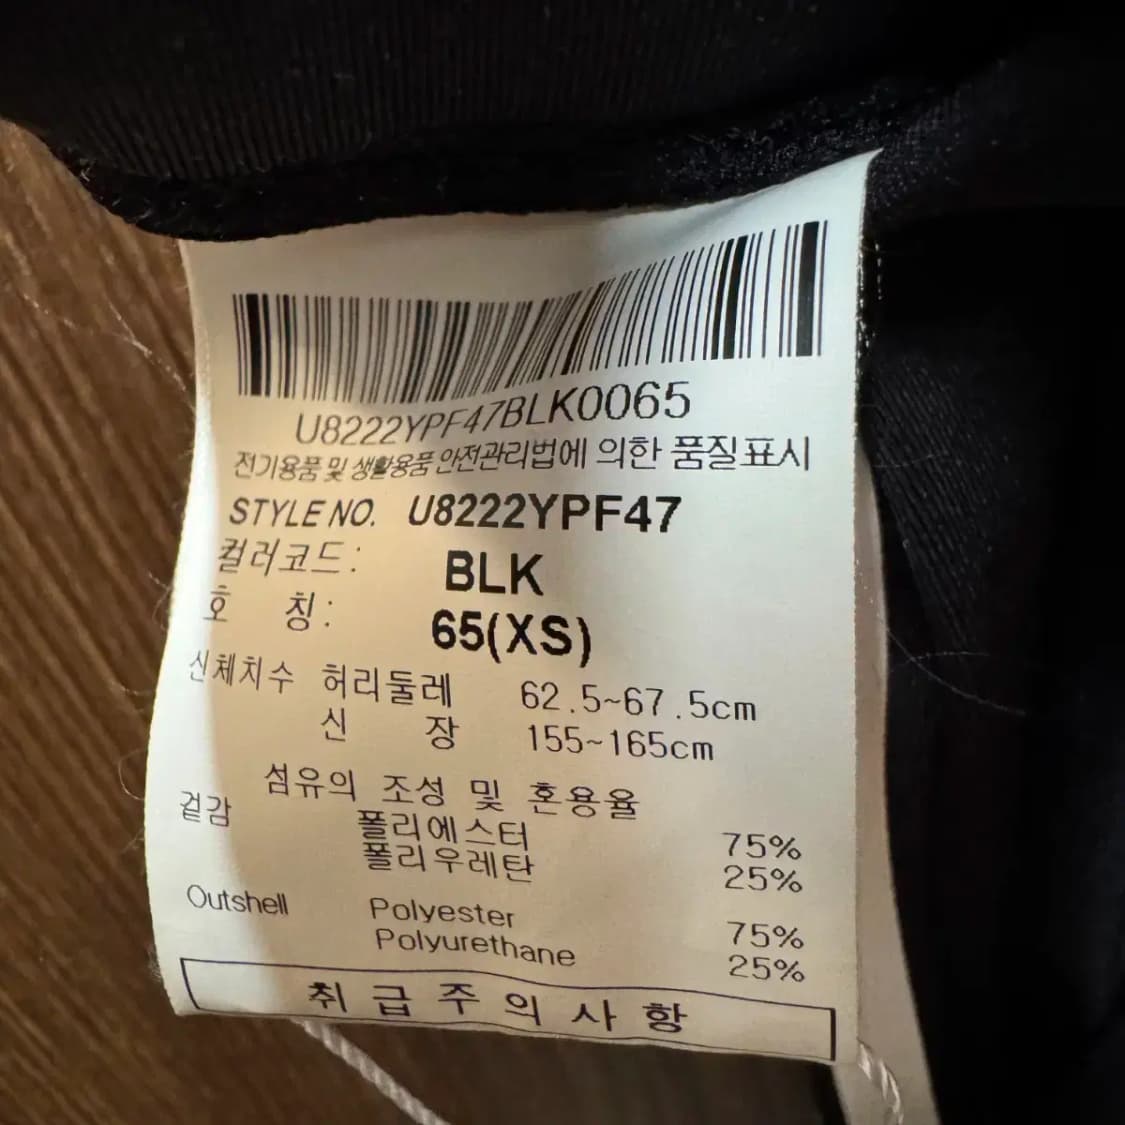 U8222YPF47BLK0065
전기용품 및 생활용품 안전관리법에 의한 품질표시
STYLE NO. U8222YPF47
컬러코드: BLK
호 칭: 65(XS)
신체치수 허리둘레 62.5~67.5cm
신 장 155~165cm
섬유의 조성 및 혼용율
겉감 폴리에스터 75%
폴리우레탄 25%
Outshell Polyester 75%
Polyurethane 25%
취급주의사항